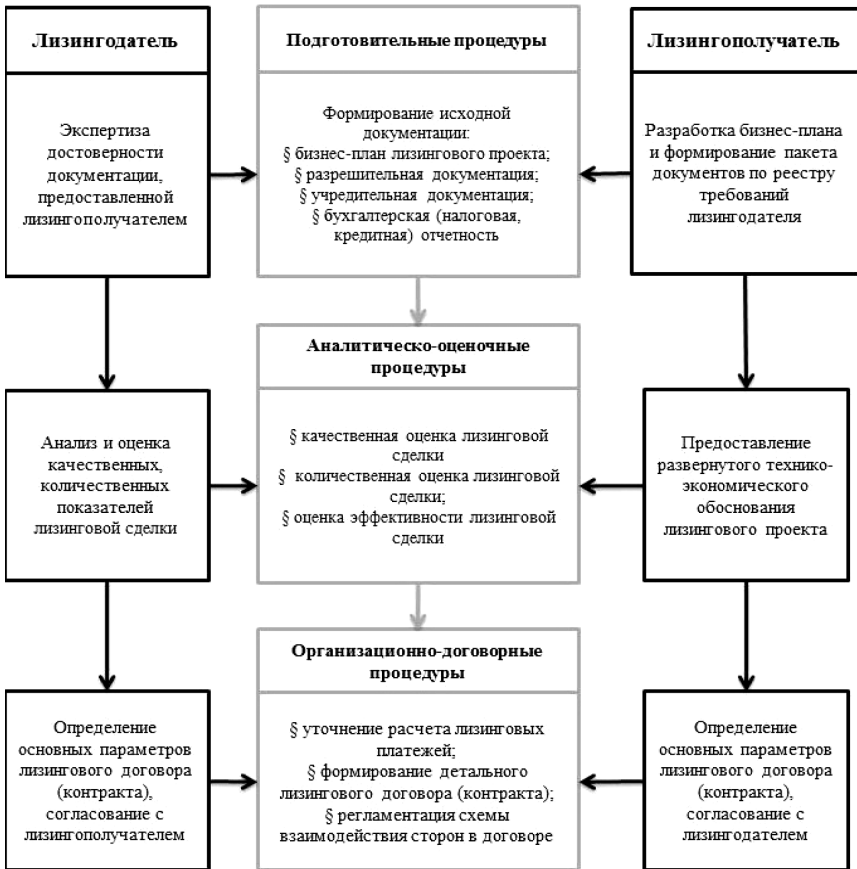 Лизингодатель
Подготовительные процедуры
Лизингополучатель
Экспертиза
достоверности
документации,
предоставленной
лизингополучателем
Формирование исходной
документации:
§ бизнес-план лизингового проекта;
§ разрешительная документация;
§ учредительная документация;
§ бухгалтерская (налоговая,
кредитная) отчетность
Разработка бизнес-плана
и формирование пакета
документов по реестру
требований
лизингодателя
Аналитическо-оценочные
процедуры
Анализ и оценка
качественных,
количественных
показателей
лизинговой сделки
§ качественная оценка лизинговой
сделки
§ количественная оценка лизинговой
сделки;
§ оценка эффективности лизинговой
сделки
Предоставление
развернутого технико-
экономического
обоснования
лизингового проекта
Организационно-договорные
процедуры
Определение
основных параметров
лизингового договора
(контракта),
согласование с
лизингополучателем
§ уточнение расчета лизинговых
платежей;
§ формирование детального
лизингового договора (контракта);
§ регламентация схемы
взаимодействия сторон в договоре
Определение
основных параметров
лизингового договора
(контракта),
согласование с
лизингодателем